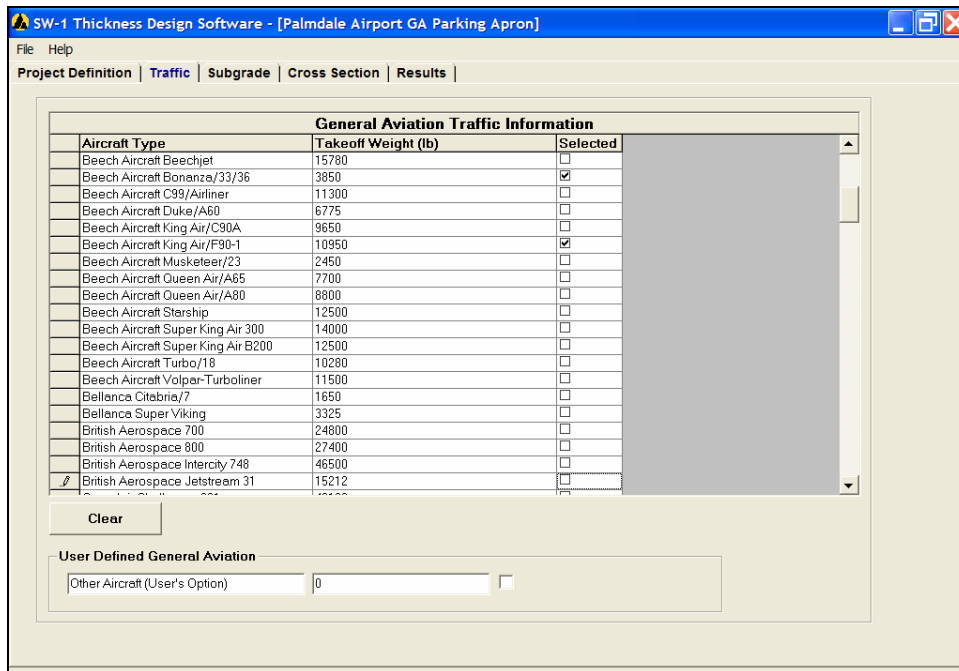 SW-1 Thickness Design Software - [Palmdale Airport GA Parking Apron]
File Help
Project Definition | Traffic | Subgrade | Cross Section | Results |
General Aviation Traffic Information
Aircraft Type Takeoff Weight (lb) Selected
Beech Aircraft Beechjet 15780
Beech Aircraft Bonanza/33/36 3850
Beech Aircraft C99/Airliner 11300
Beech Aircraft Duke/A60 6775
Beech Aircraft King Air/C90A 9650
Beech Aircraft King Air/F90-1 10950
Beech Aircraft Musketeer/23 2450
Beech Aircraft Queen Air/A65 7700
Beech Aircraft Queen Air/A80 8800
Beech Aircraft Starship 12500
Beech Aircraft Super King Air 300 14000
Beech Aircraft Super King Air B200 12500
Beech Aircraft Turbo/18 10280
Beech Aircraft Volpar-Turboliner 11500
Bellanca Citabria/7 1650
Bellanca Super Viking 3325
British Aerospace 700 24800
British Aerospace 800 27400
British Aerospace Intercity 748 46500
British Aerospace Jetstream 31 15212
Clear
User Defined General Aviation
Other Aircraft (User's Option) 0